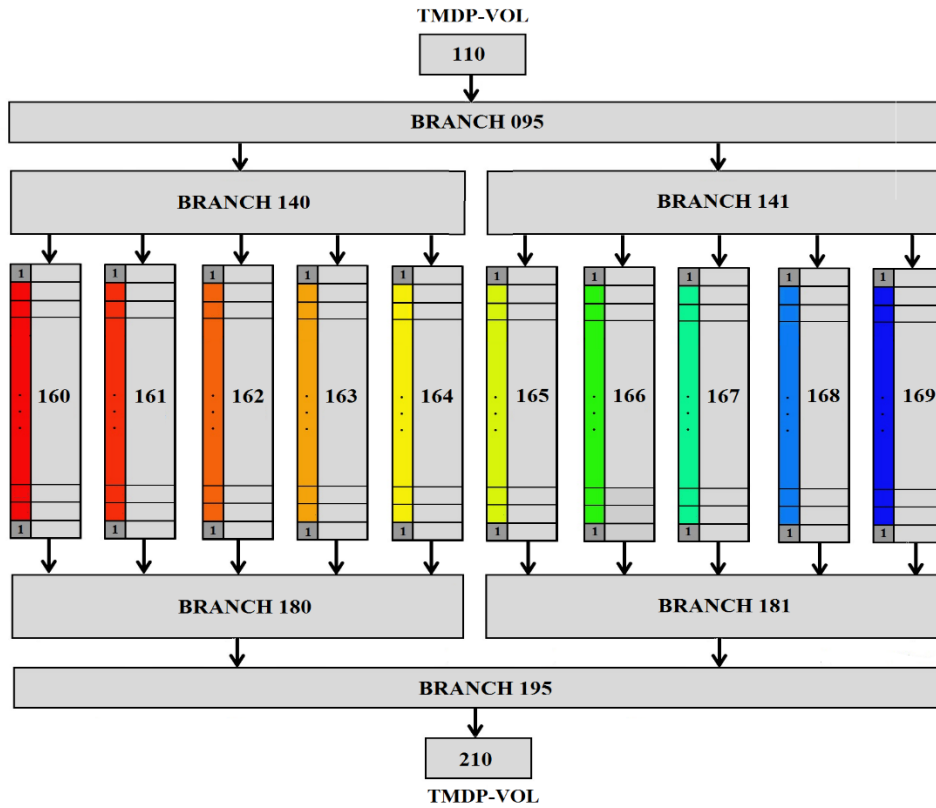 TMDP-VOL
110
BRANCH 095
BRANCH 140 BRANCH 141
1 1 1 1 1 1 1 1 1 1
160 161 162 163 164 165 166 167 168 169
1 1 1 1 1 1 1 1 1 1
BRANCH 180 BRANCH 181
BRANCH 195
210
TMDP-VOL